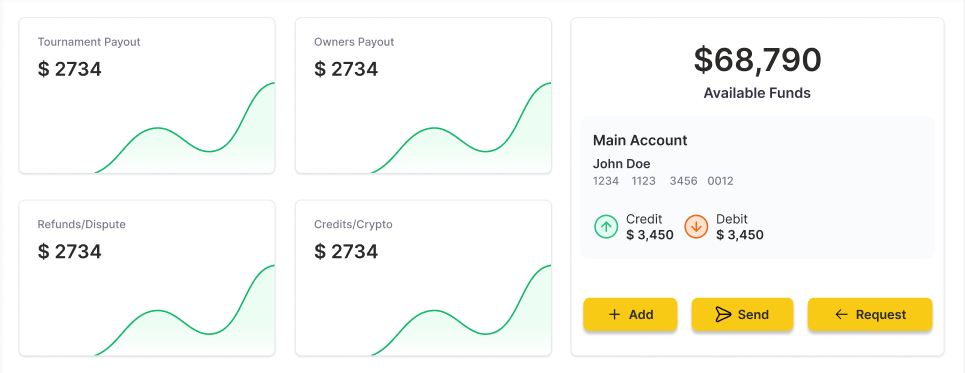 Tournament Payout
$ 2734
Owners Payout
$ 2734
Refunds/Dispute
$ 2734
Credits/Crypto
$ 2734
$68,790
Available Funds
Main Account
John Doe
1234 1123 3456 0012
Credit
$ 3,450
Debit
$ 3,450
Add
Send
Request